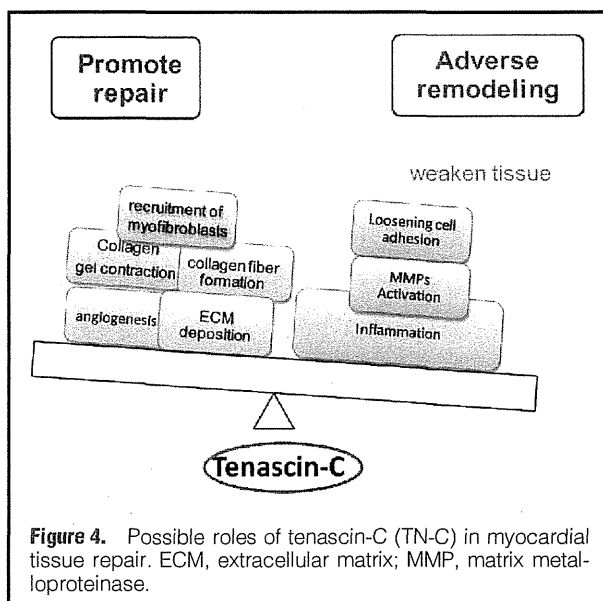 Promote
repair
Adverse
remodeling
weaken tissue
recruitment of
myofibroblasts
Collagen
gel contraction
collagen fiber
formation
angiogenesis
ECM
deposition
Loosening cell
adhesion
MMPs
Activation
Inflammation
Tenascin-C
Figure 4. Possible roles of tenascin-C (TN-C) in myocardial
tissue repair. ECM, extracellular matrix; MMP, matrix metal-
loproteinase.